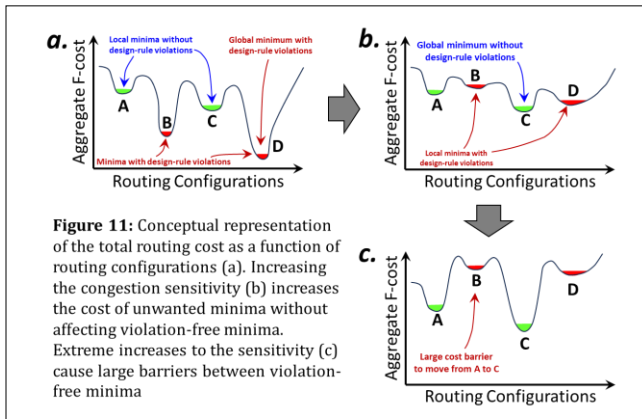 a.
Local minima without
design-rule violations
Global minimum with
design-rule violations
Aggregate F-cost
A
B
C
D
Minima with design-rule violations
Routing Configurations
b.
Global minimum without
design-rule violations
Aggregate F-cost
A
B
C
D
Local minima with
design-rule violations
Routing Configurations
Figure 11: Conceptual representation
of the total routing cost as a function of
routing configurations (a). Increasing
the congestion sensitivity (b) increases
the cost of unwanted minima without
affecting violation-free minima.
Extreme increases to the sensitivity (c)
cause large barriers between violation-
free minima
c.
Aggregate F-cost
A
B
C
D
Large cost barrier
to move from A to C
Routing Configurations